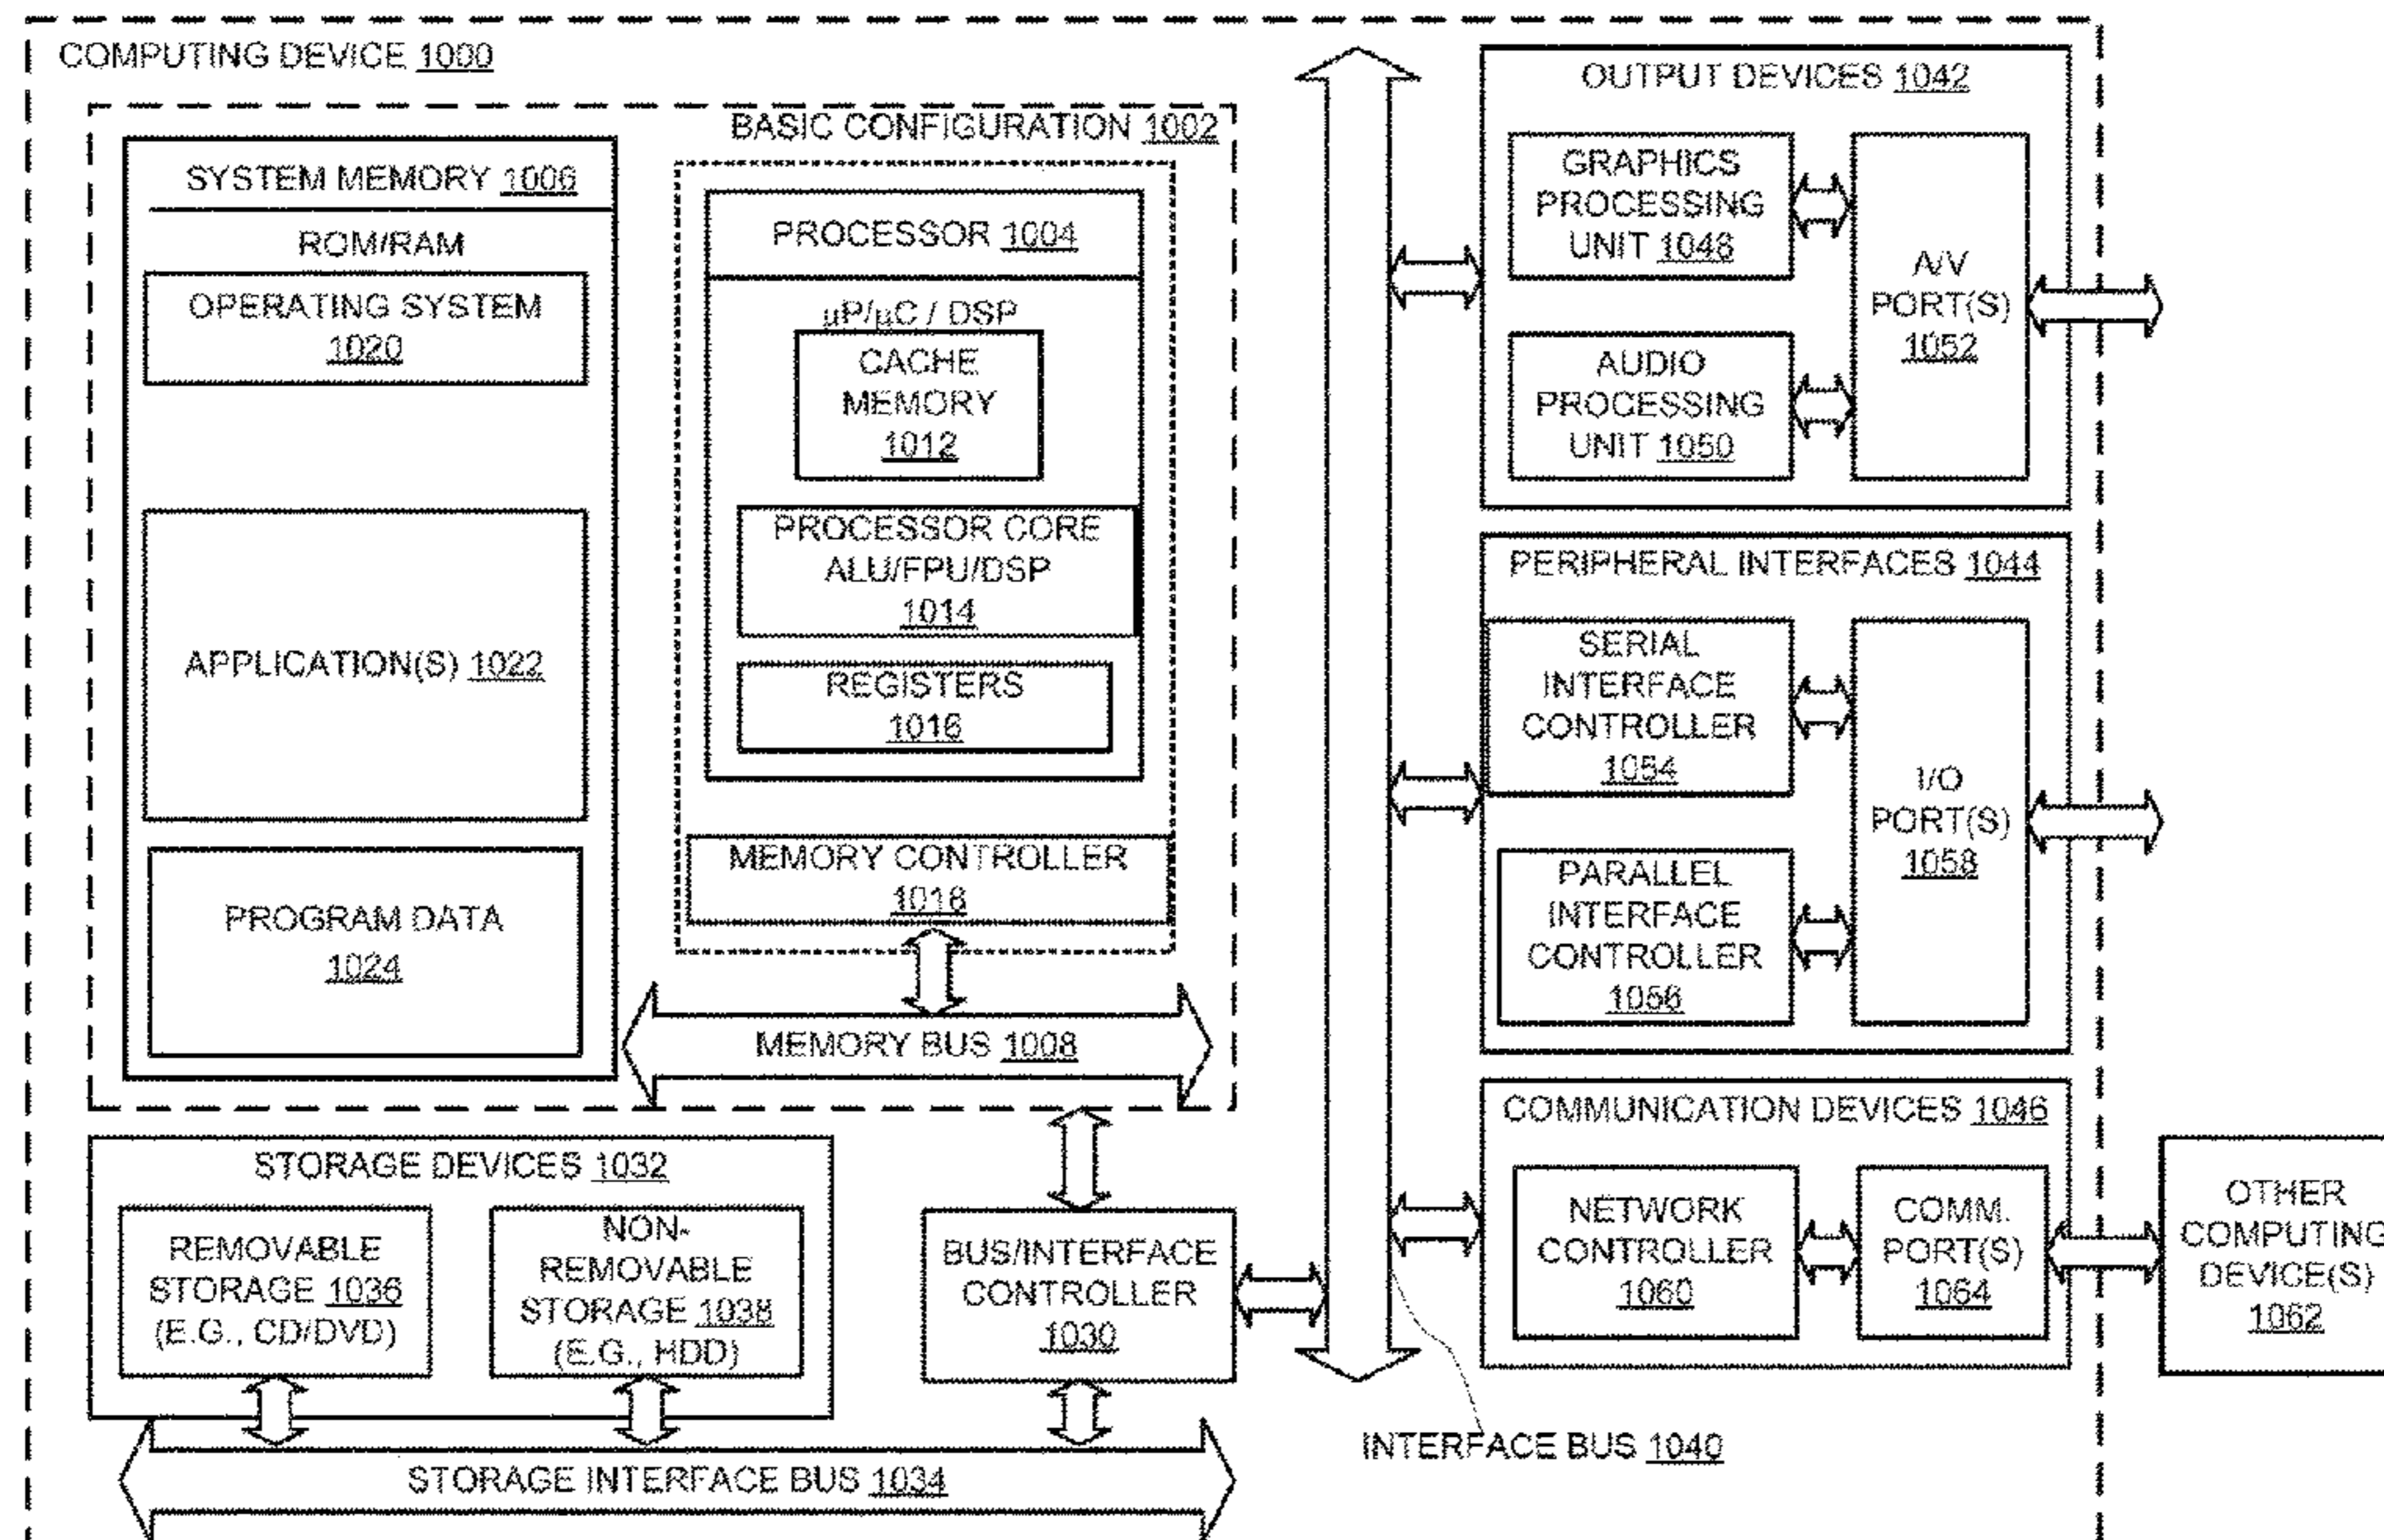 COMPUTING DEVICE 1000
BASIC CONFIGURATION 1002
SYSTEM MEMORY 1006
ROM/RAM
OPERATING SYSTEM
1020
APPLICATION(S) 1022
PROGRAM DATA
1024
PROCESSOR 1004
µP/µC / DSP
CACHE
MEMORY
1012
PROCESSOR CORE
ALU/FPU/DSP
1014
REGISTERS
1016
MEMORY CONTROLLER
1018
MEMORY BUS 1008
STORAGE DEVICES 1032
REMOVABLE
STORAGE 1036
(E.G., CD/DVD)
NON-
REMOVABLE
STORAGE 1038
(E.G., HDD)
BUS/INTERFACE
CONTROLLER
1030
STORAGE INTERFACE BUS 1034
INTERFACE BUS 1040
OUTPUT DEVICES 1042
GRAPHICS
PROCESSING
UNIT 1048
AUDIO
PROCESSING
UNIT 1050
A/V
PORT(S)
1052
PERIPHERAL INTERFACES 1044
SERIAL
INTERFACE
CONTROLLER
1054
PARALLEL
INTERFACE
CONTROLLER
1056
I/O
PORT(S)
1058
COMMUNICATION DEVICES 1046
NETWORK
CONTROLLER
1060
COMM.
PORT(S)
1064
OTHER
COMPUTING
DEVICE(S)
1062